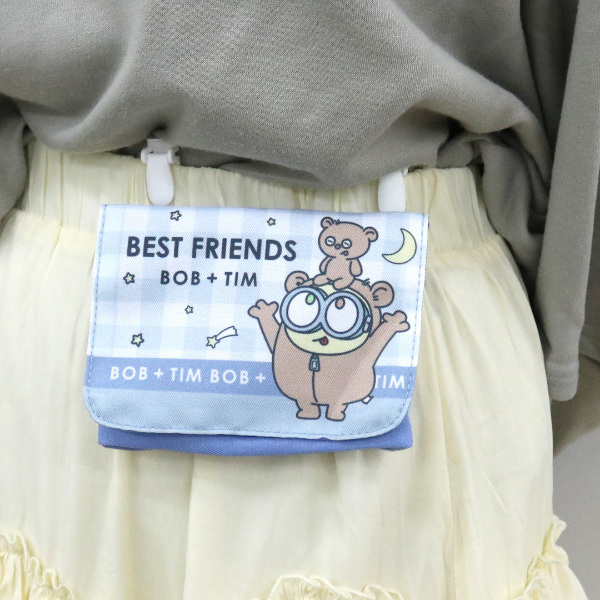 BEST FRIENDS
BOB + TIM
BOB + TIM BOB + TIM